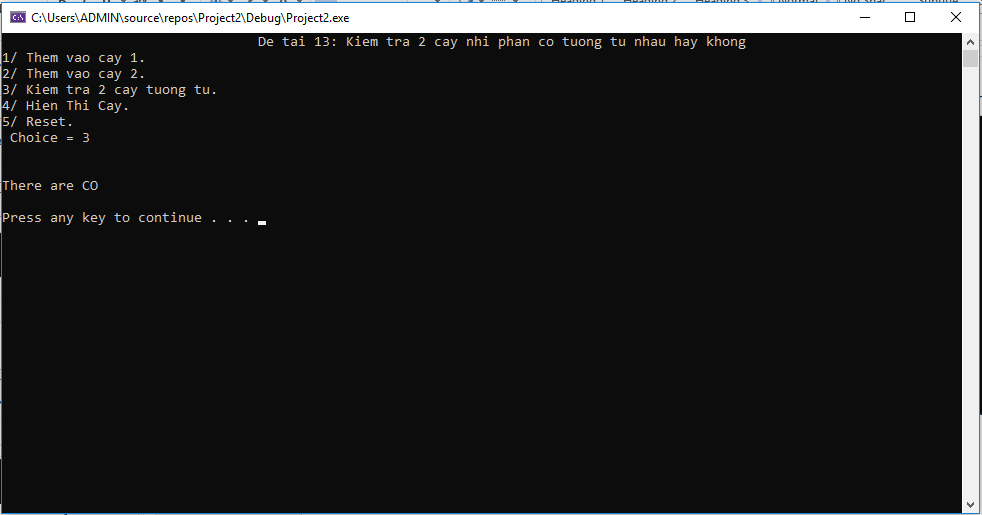 C:\Users\ADMIN\source\repos\Project2\Debug\Project2.exe
De tai 13: Kiem tra 2 cay nhi phan co tuong tu nhau hay khong
1/ Them vao cay 1.
2/ Them vao cay 2.
3/ Kiem tra 2 cay tuong tu.
4/ Hien Thi Cay.
5/ Reset.
Choice = 3
There are CO
Press any key to continue . . .